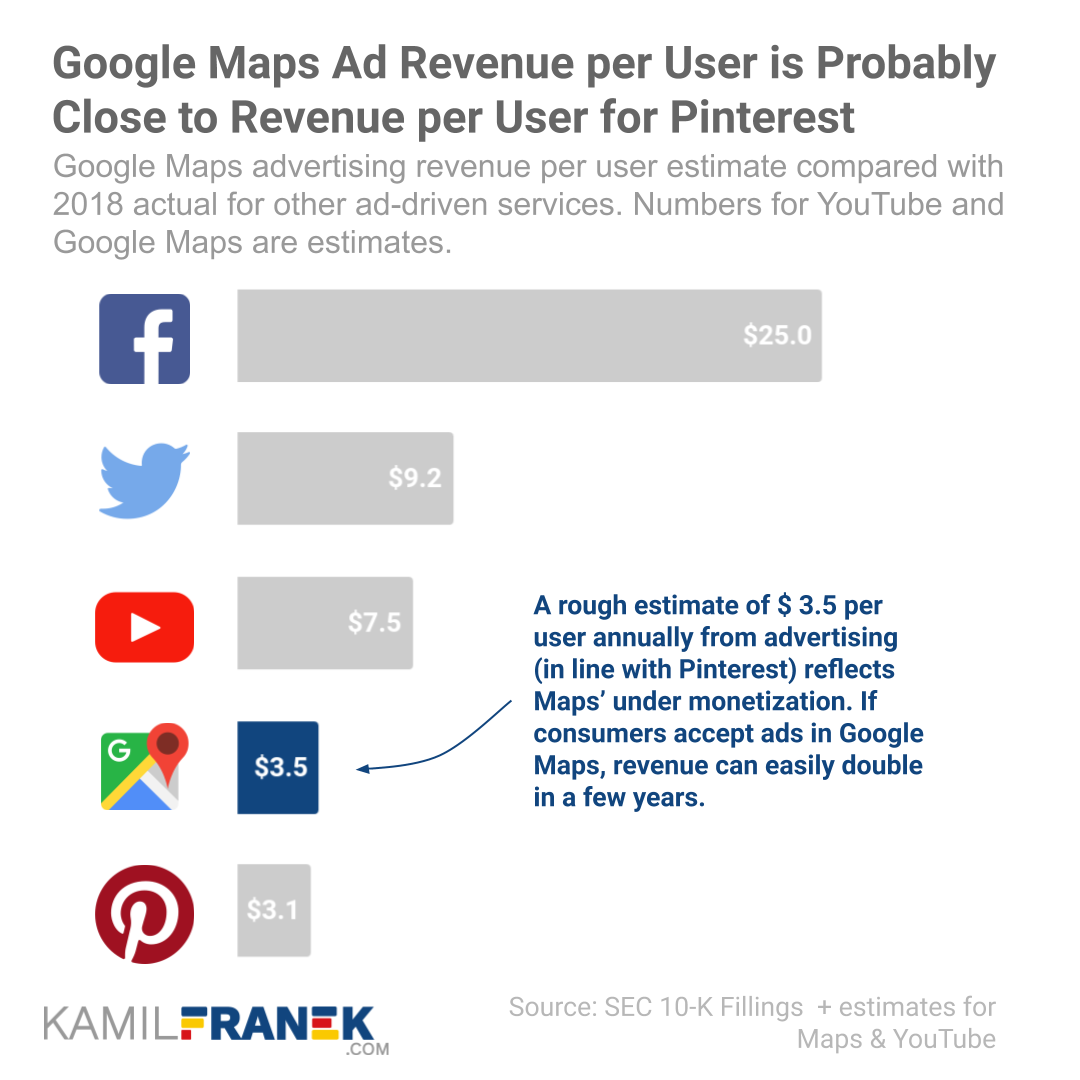 Google Maps Ad Revenue per User is Probably
Close to Revenue per User for Pinterest
Google Maps advertising revenue per user estimate compared with
2018 actual for other ad-driven services. Numbers for YouTube and
Google Maps are estimates.
f
$25.0
$9.2
$7.5
A rough estimate of $ 3.5 per
user annually from advertising
(in line with Pinterest) reflects
Maps’ under monetization. If
consumers accept ads in Google
Maps, revenue can easily double
in a few years.
G
$3.5
$3.1
KAMILFRANEK
.COM
Source: SEC 10-K Fillings + estimates for
Maps & YouTube